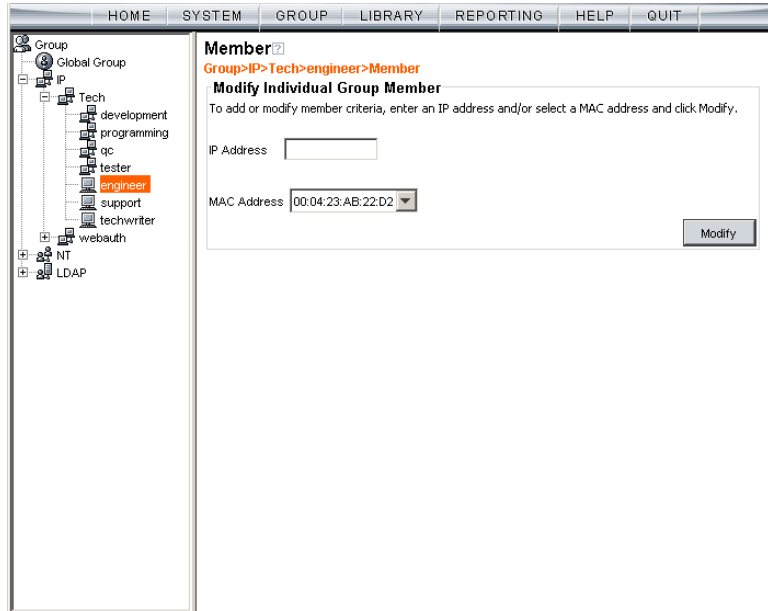 HOME SYSTEM GROUP LIBRARY REPORTING HELP QUIT
Group
Global Group
IP
Tech
development
programming
qc
tester
engineer
support
techwriter
webauth
NT
LDAP
Member?
Group>IP>Tech>engineer>Member
Modify Individual Group Member
To add or modify member criteria, enter an IP address and/or select a MAC address and click Modify.
IP Address
MAC Address 00:04:23:AB:22:D2
Modify